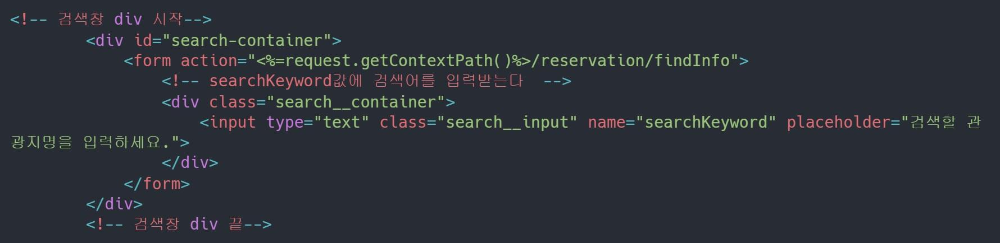 <!-- 검색창 div 시작-->
<div id="search-container">
<form action="<%=request.getContextPath()%>/reservation/findInfo">
<!-- searchKeyword값에 검색어를 입력받는다  -->
<div class="search__container">
<input type="text" class="search__input" name="searchKeyword" placeholder="검색할 관
광지명을 입력하세요.">
</div>
</form>
</div>
<!-- 검색창 div 끝-->